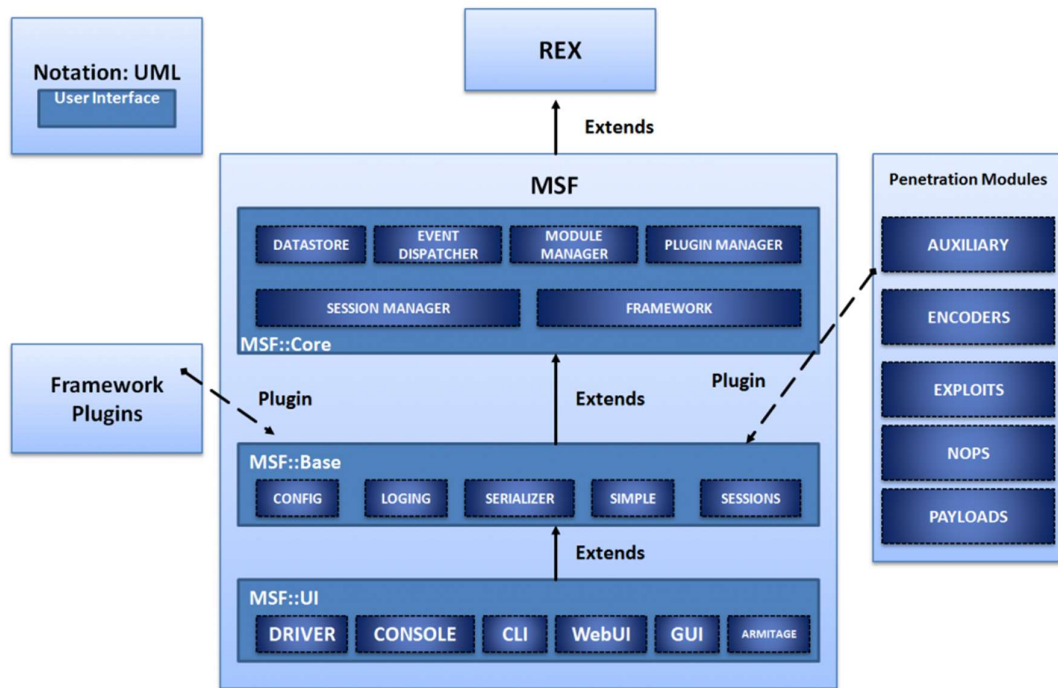 Notation: UML
User Interface
REX
Extends
MSF
DATASTORE
EVENT
DISPATCHER
MODULE
MANAGER
PLUGIN MANAGER
SESSION MANAGER
FRAMEWORK
MSF::Core
Framework
Plugins
Plugin
Extends
Plugin
MSF::Base
CONFIG
LOGING
SERIALIZER
SIMPLE
SESSIONS
Extends
MSF::UI
DRIVER
CONSOLE
CLI
WebUI
GUI
ARMITAGE
Penetration Modules
AUXILIARY
ENCODERS
EXPLOITS
NOPS
PAYLOADS